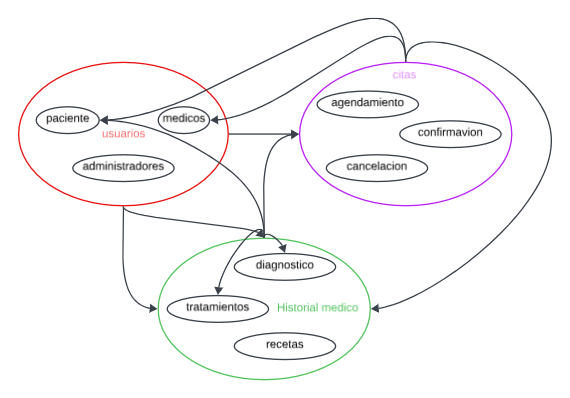 citas
agendamiento
paciente
medicos
usuarios
confirmavion
administradores
cancelacion
diagnostico
tratamientos
Historial medico
recetas